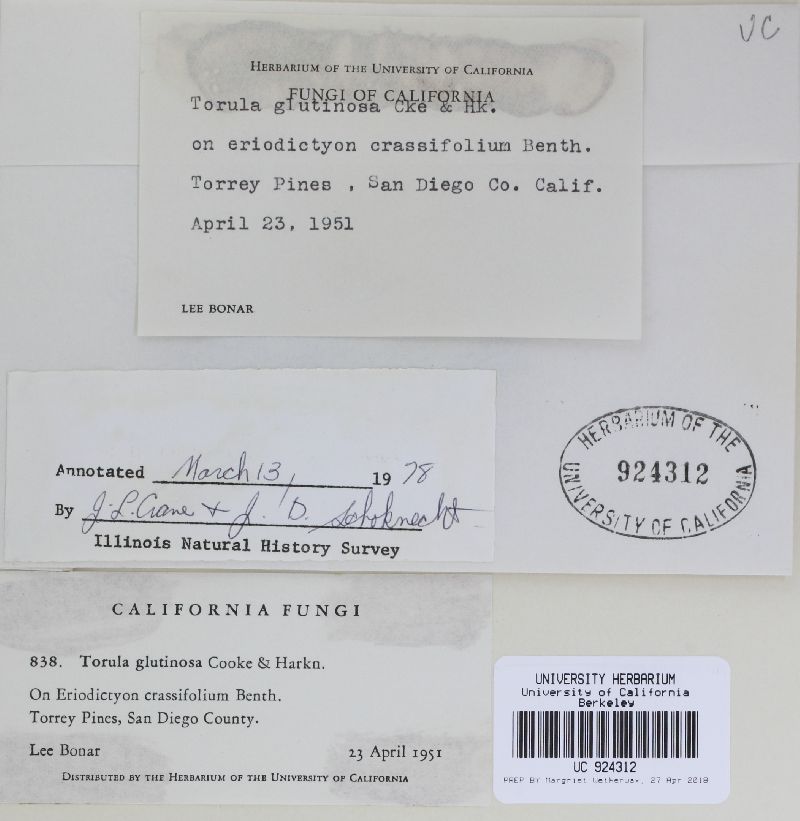 UC
HERBARIUM OF THE UNIVERSITY OF CALIFORNIA
FUNGI OF CALIFORNIA
Torula glutinosa Cke & Hk.
on eriodictyon crassifolium Benth.
Torrey Pines , San Diego Co. Calif.
April 23, 1951
LEE BONAR
Annotated March 13, 1978
By J. L. Crane & J. D. Schoknecht
Illinois Natural History Survey
HERBARIUM OF THE
924312
UNIVERSITY OF CALIFORNIA
CALIFORNIA FUNGI
838. Torula glutinosa Cooke & Harkn.
On Eriodictyon crassifolium Benth.
Torrey Pines, San Diego County.
Lee Bonar 23 April 1951
DISTRIBUTED BY THE HERBARIUM OF THE UNIVERSITY OF CALIFORNIA
UNIVERSITY HERBARIUM
University of California
Berkeley
UC 924312
PREP BY Margriet Wetherwax, 27 Apr 2018